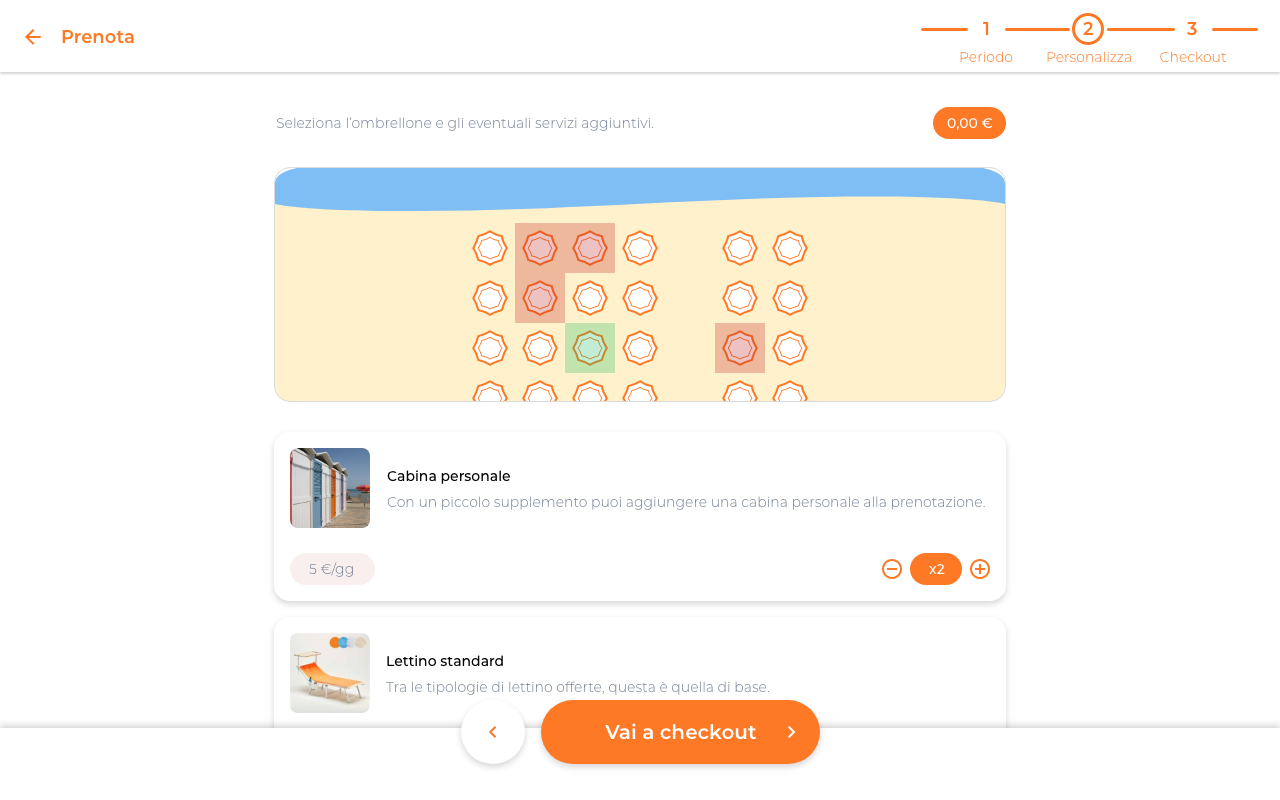 Prenota
1
2
3
Periodo
Personalizza
Checkout
Seleziona l'ombrellone e gli eventuali servizi aggiuntivi.
0,00 €
Cabina personale
Con un piccolo supplemento puoi aggiungere una cabina personale alla prenotazione.
5 €/gg
x2
Lettino standard
Tra le tipologie di lettino offerte, questa è quella di base.
Vai a checkout